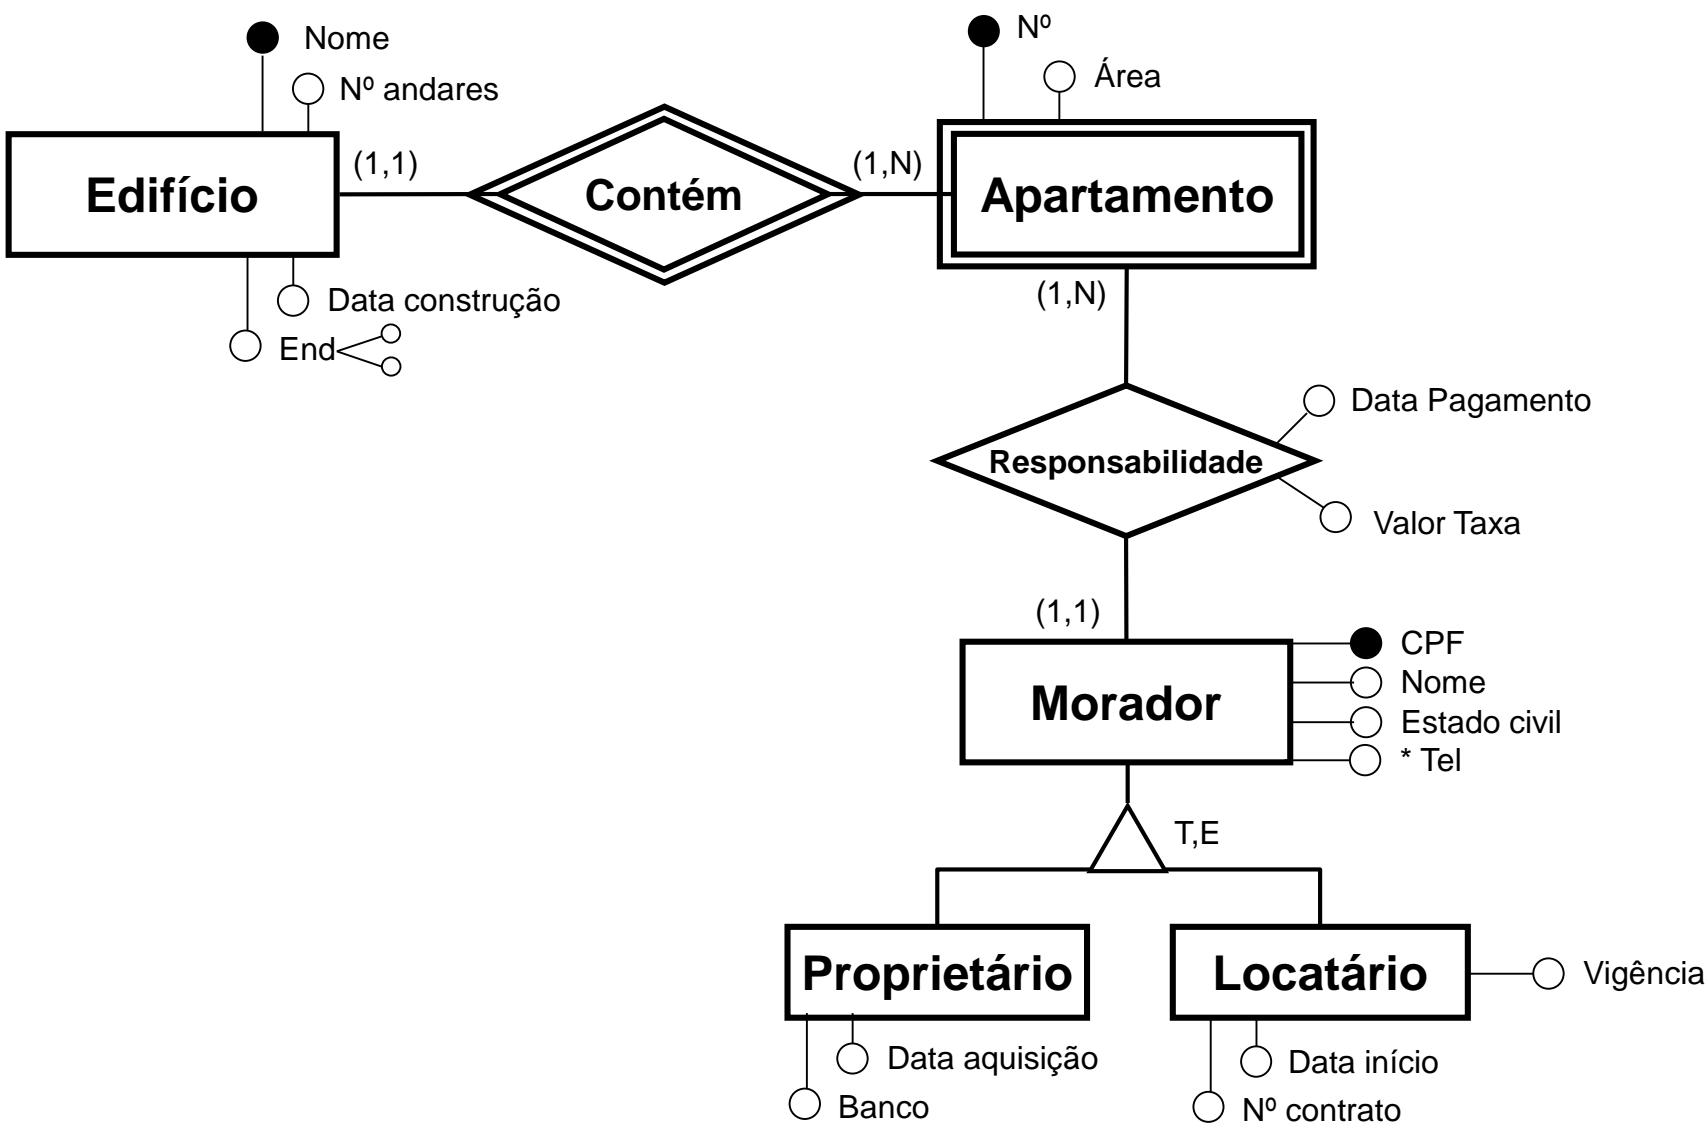 Nome
Nº andares
Edifício
(1,1)
Contém
(1,N)
Nº
Área
Apartamento
Data construção
End
(1,N)
Data Pagamento
Responsabilidade
Valor Taxa
(1,1)
Morador
CPF
Nome
Estado civil
* Tel
T,E
Proprietário
Locatário
Vigência
Data aquisição
Banco
Data início
Nº contrato